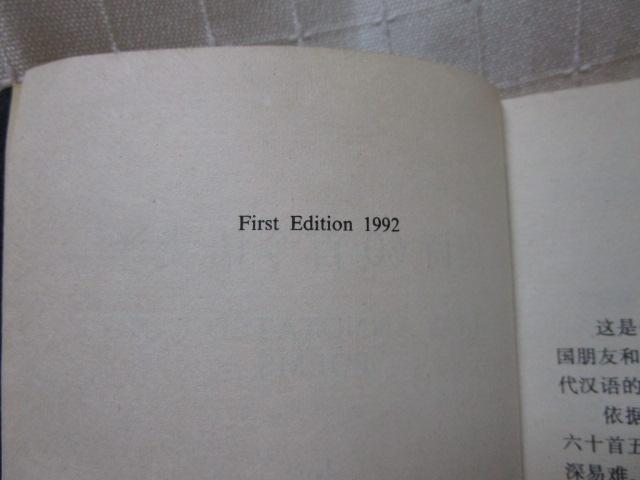 First Edition 1992
这是
国朋友和
代汉语的
依据
六十首五
深易难